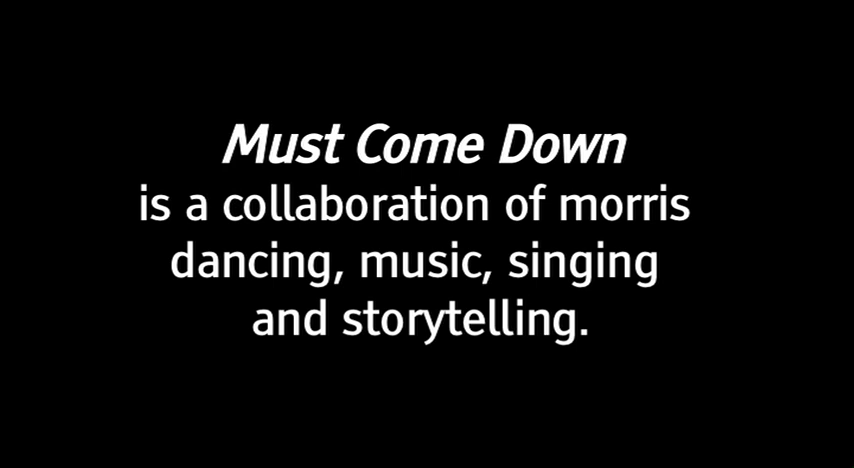 Must Come Down
is a collaboration of morris
dancing, music, singing
and storytelling.